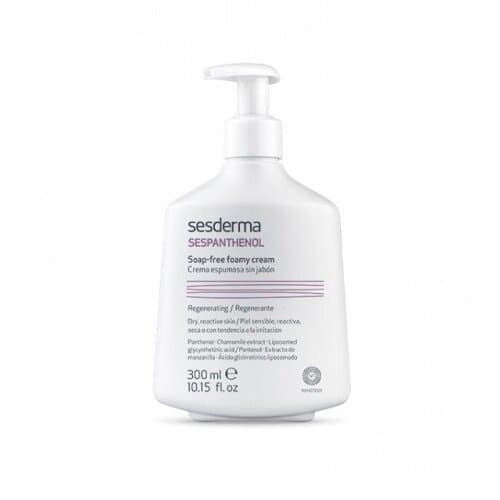 sesderma
SESPANTHENOL
Soap-free foamy cream
Crema espumosa sin jabón
Regenerating / Regenerante
Dry, reactive skin / Piel sensible, reactiva,
seca o con tendencia a la irritación
Panthenol · Chamomile extract · Liposomed
glycyrrhetinic acid / Pantenol · Extracto de
manzanilla · Ácido glicirretínico liposomado
300 ml e
10.15 fl. oz
NANOTECH